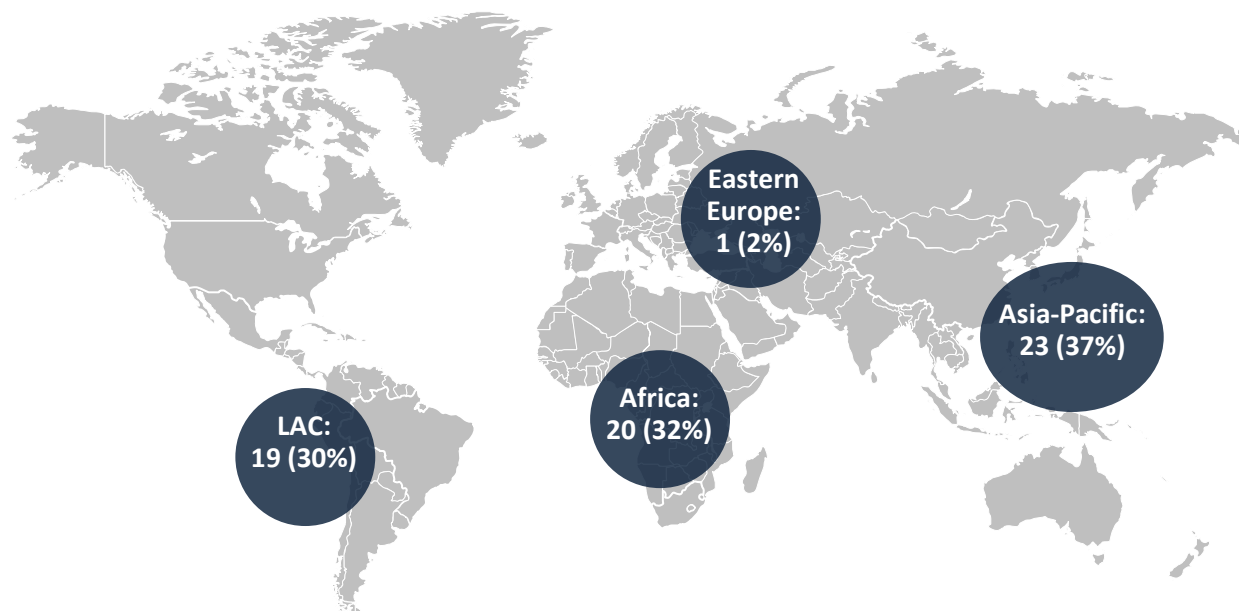 Eastern
Europe:
1 (2%)
Asia-Pacific:
23 (37%)
Africa:
20 (32%)
LAC:
19 (30%)